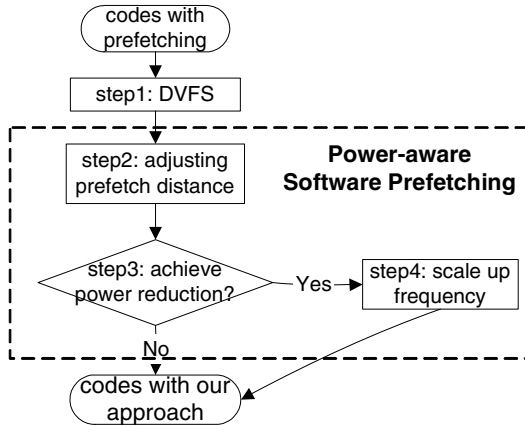 codes with
prefetching
step1: DVFS
step2: adjusting
prefetch distance
Power-aware
Software Prefetching
step3: achieve
power reduction?
Yes
step4: scale up
frequency
No
codes with our
approach